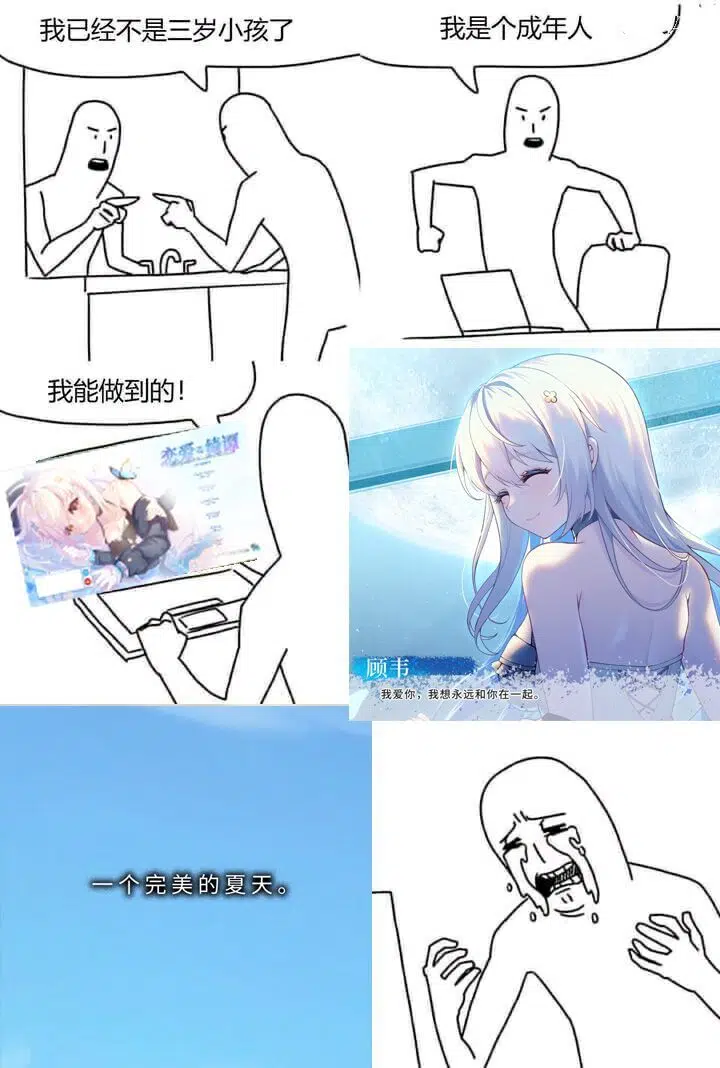 我已经不是三岁小孩了
我是个成年人
我能做到的！
顾韦
我爱你，我想永远和你在一起。
一个完美的夏天。